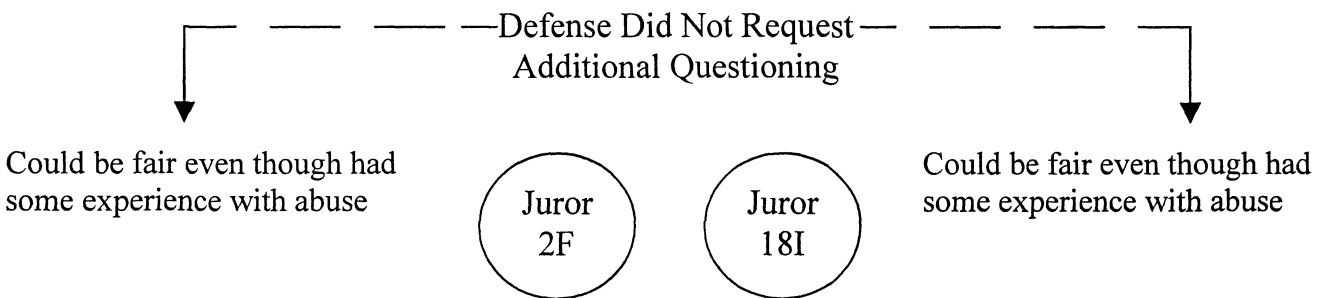 Defense Did Not Request
Additional Questioning
Could be fair even though had
some experience with abuse
Juror
2F
Juror
18I
Could be fair even though had
some experience with abuse